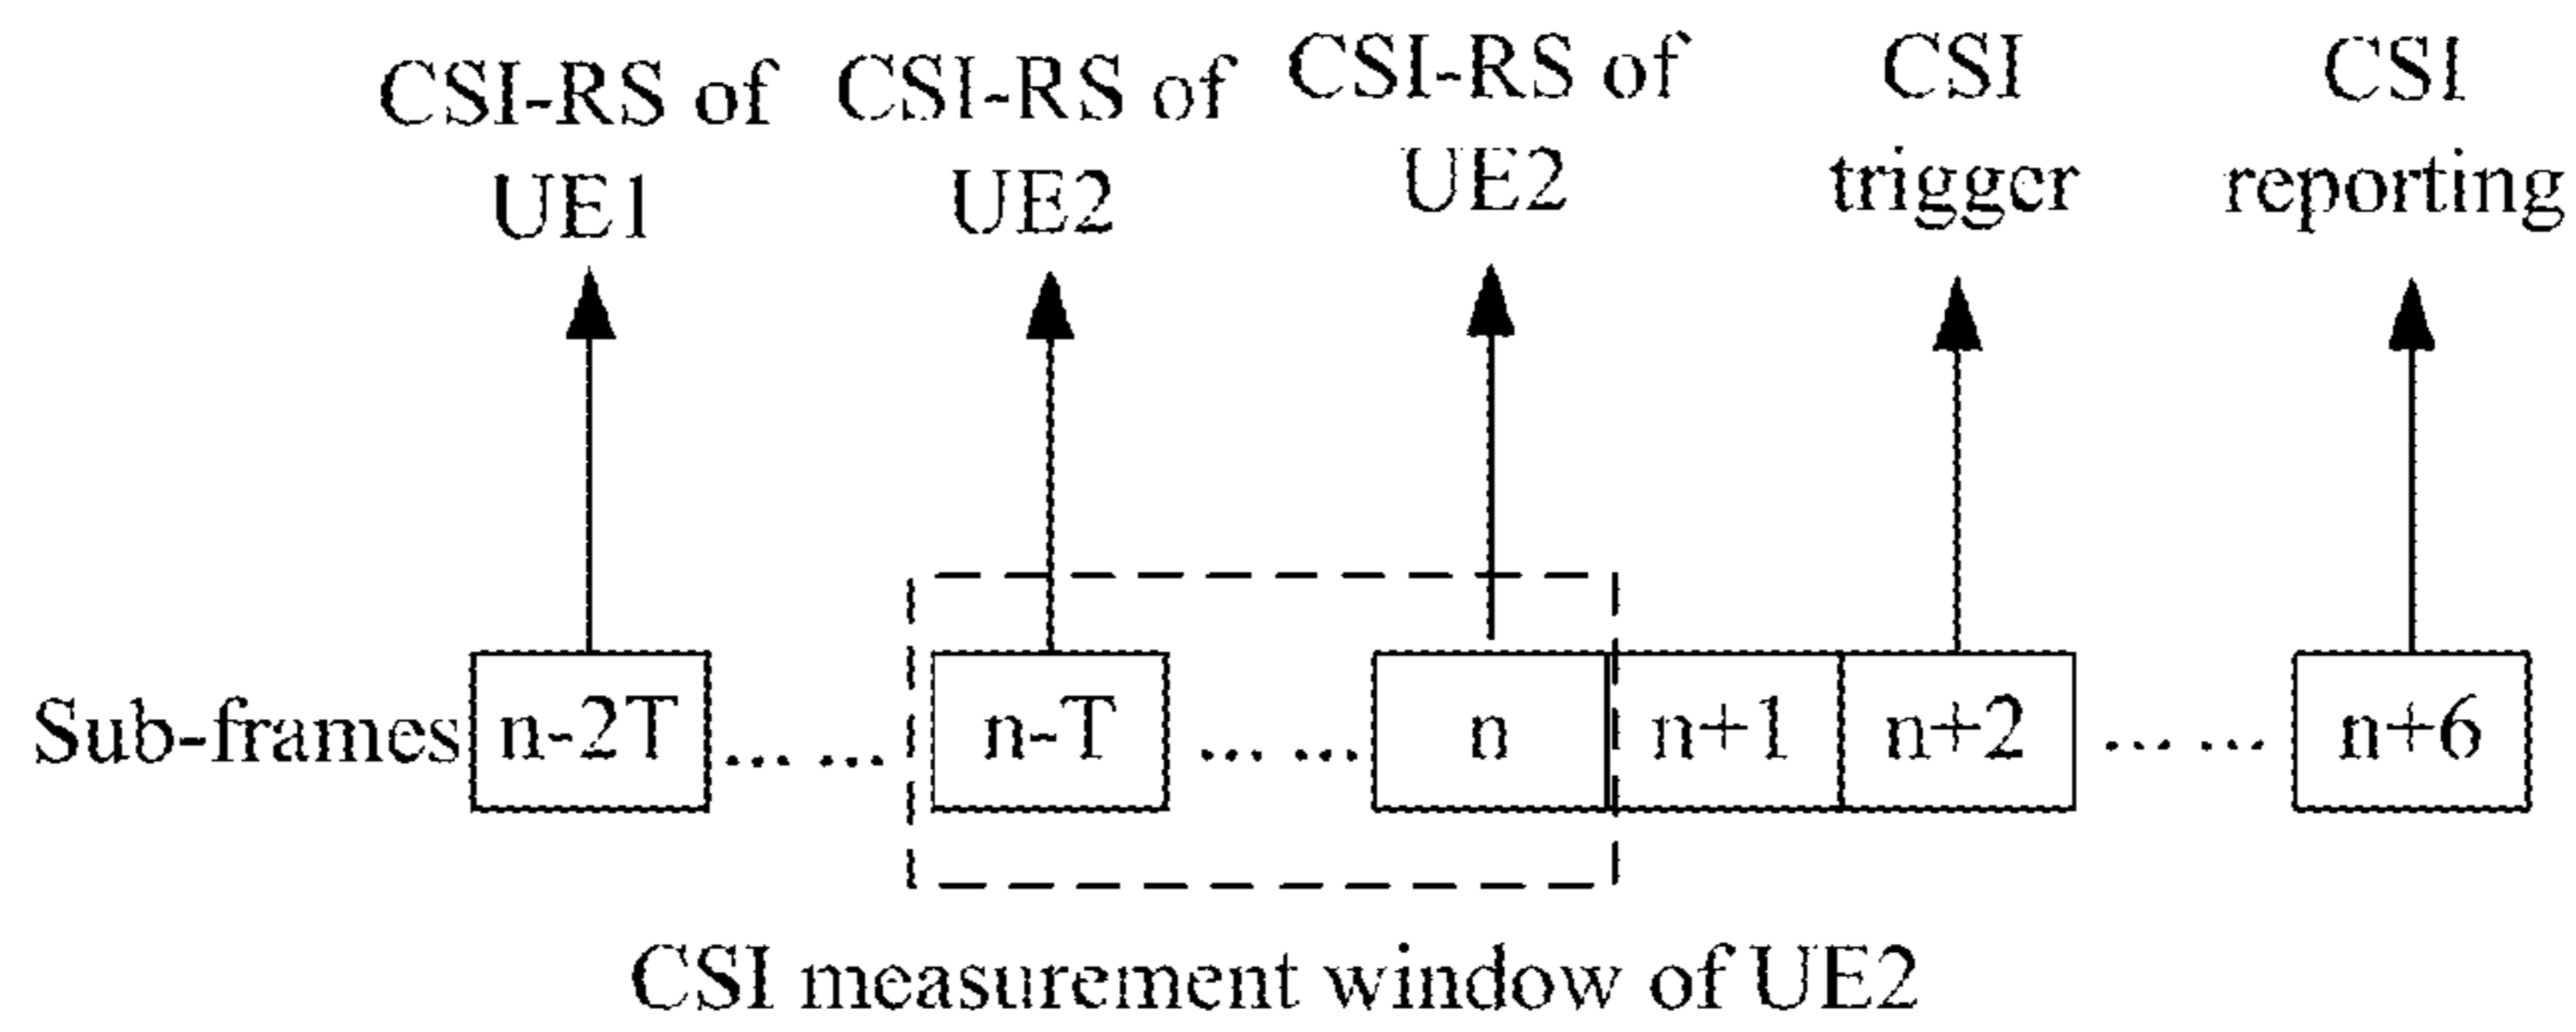 CSI-RS of UE1
CSI-RS of UE2
CSI-RS of UE2
CSI trigger
CSI reporting
Sub-frames n-2T ... ... n-T ... ... n n+1 n+2 ... ... n+6
CSI measurement window of UE2